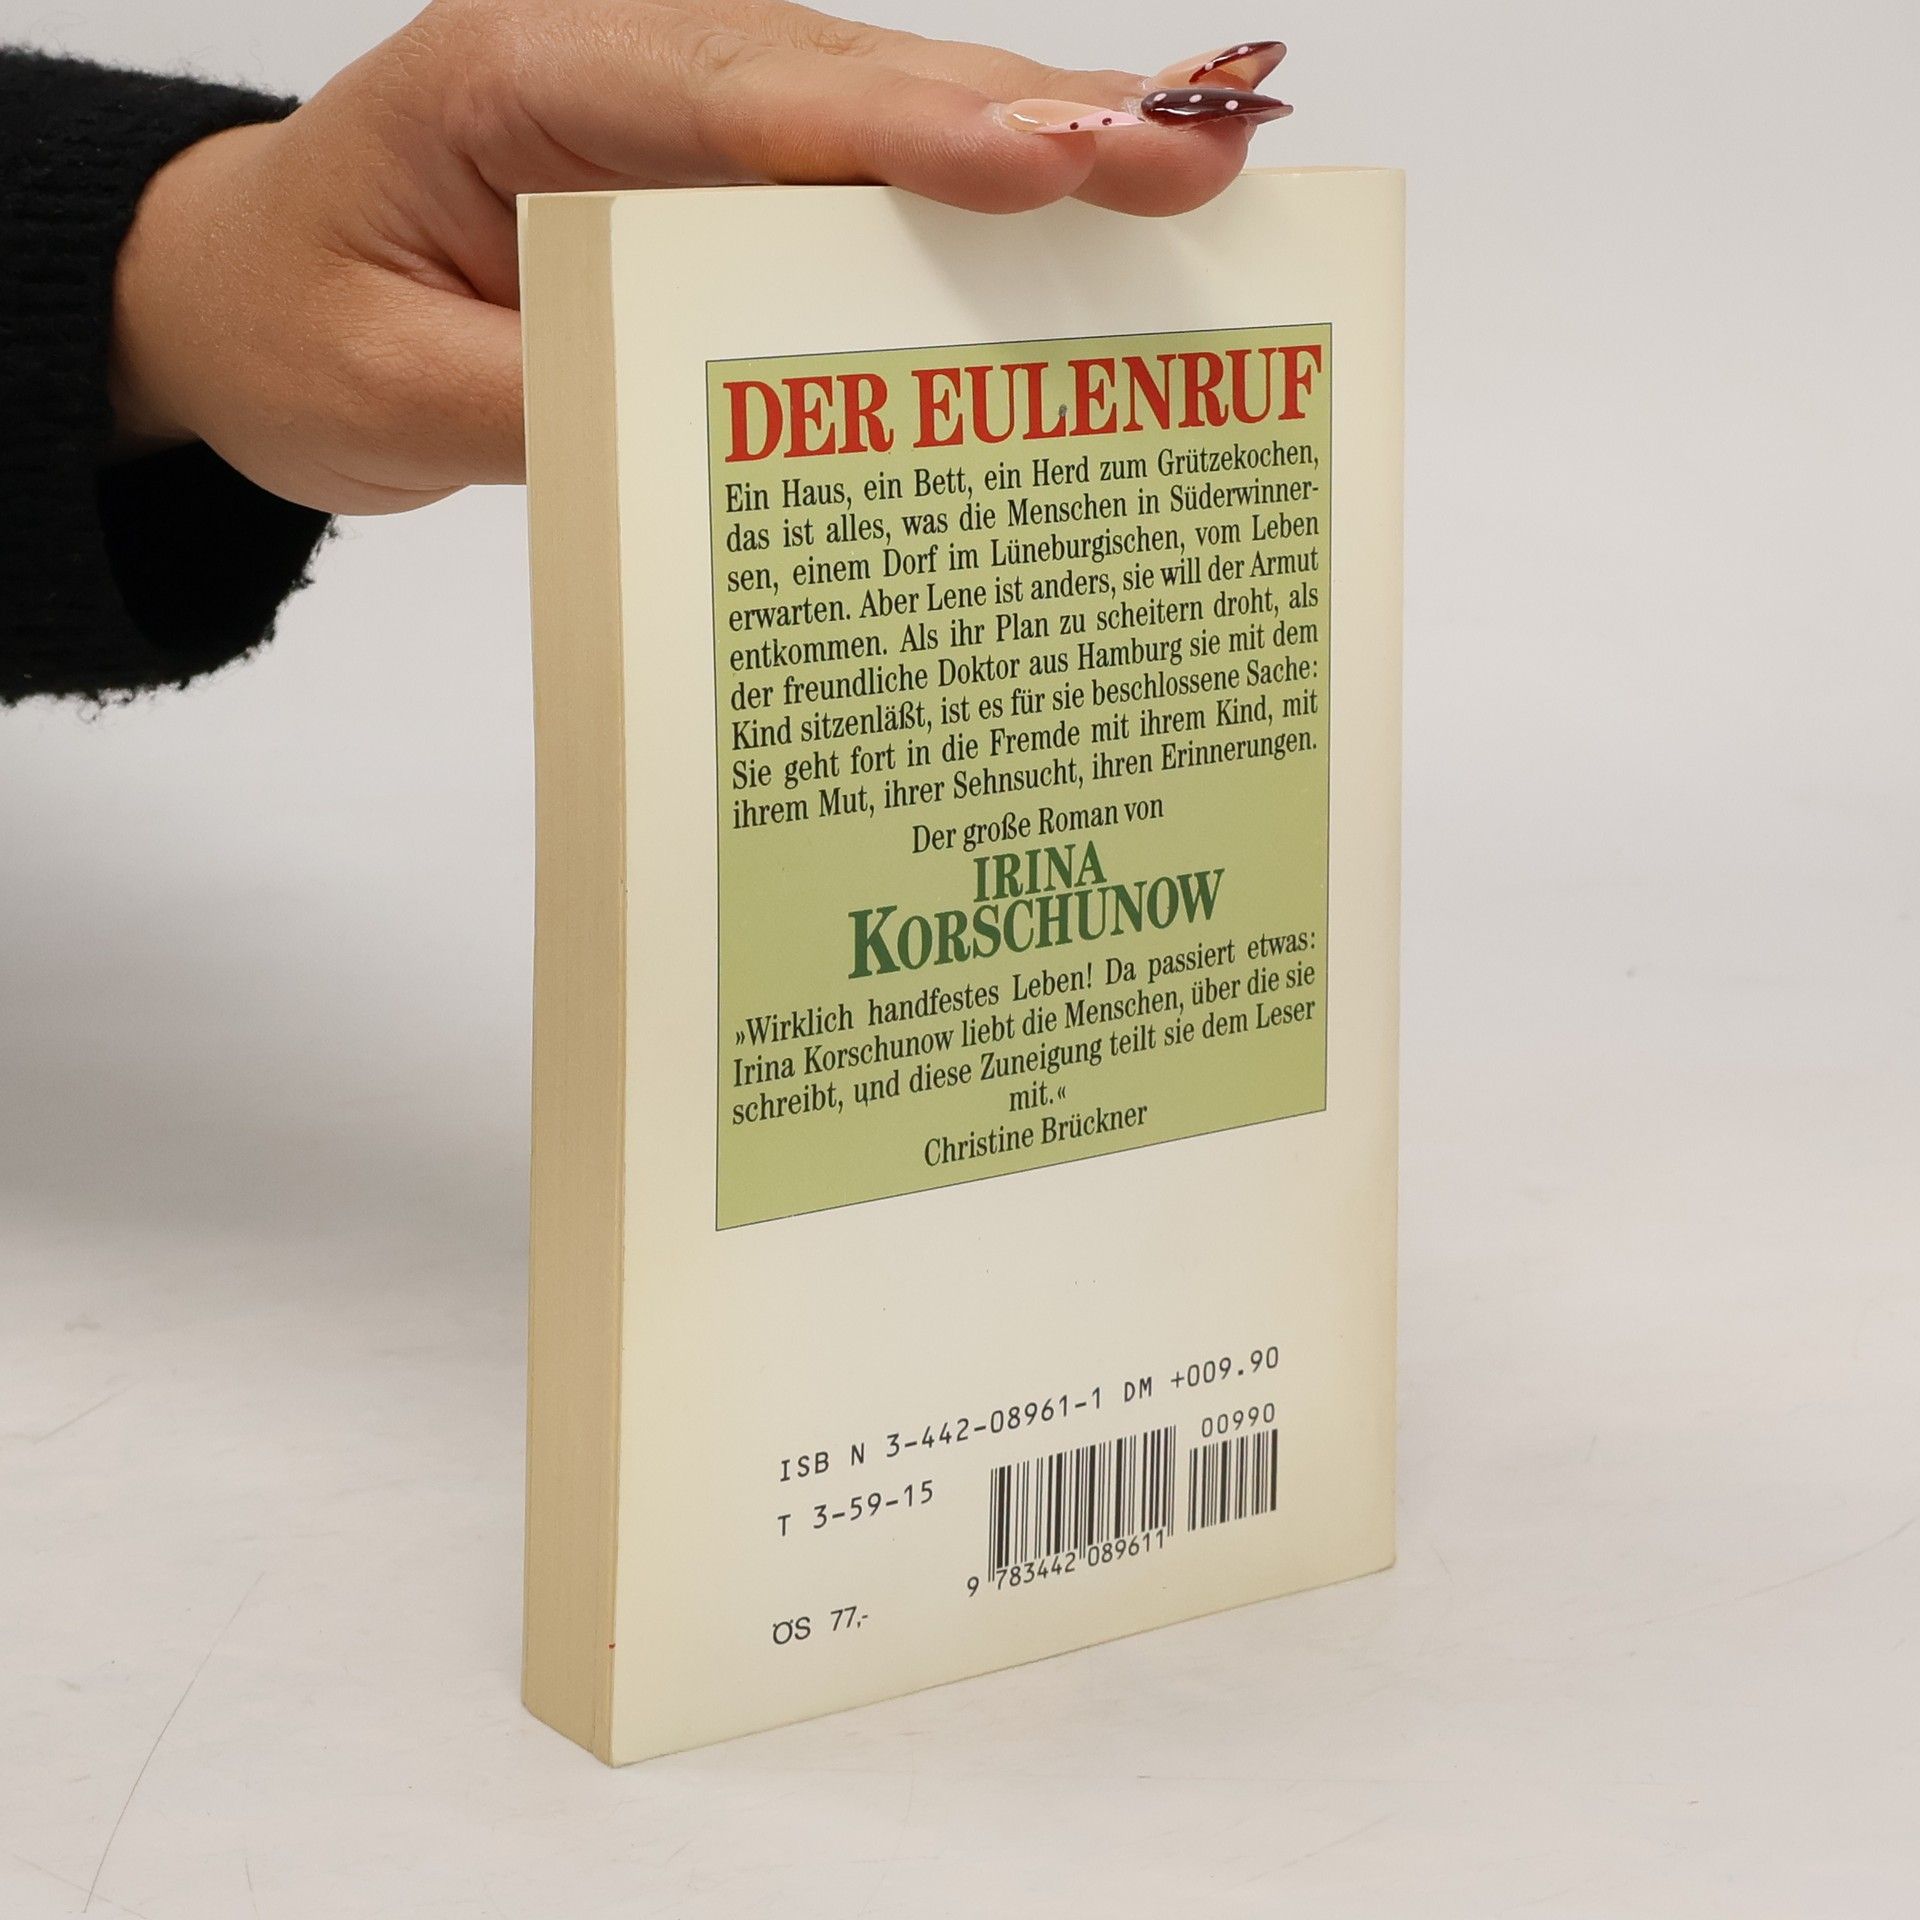 DER EULENRUF
Ein Haus, ein Bett, ein Herd zum Grützekochen,
das ist alles, was die Menschen in Süderwinner-
sen, einem Dorf im Lüneburgischen, vom Leben
erwarten. Aber Lene ist anders, sie will der Armut
entkommen. Als ihr Plan zu scheitern droht, als
der freundliche Doktor aus Hamburg sie mit dem
Kind sitzenläßt, ist es für sie beschlossene Sache:
Sie geht fort in die Fremde mit ihrem Kind, mit
ihrem Mut, ihrer Sehnsucht, ihren Erinnerungen.
Der große Roman von
IRINA
KORSCHUNOW
»Wirklich handfestes Leben! Da passiert etwas:
Irina Korschunow liebt die Menschen, über die sie
schreibt, und diese Zuneigung teilt sie dem Leser
mit.«
Christine Brückner
ISB N 3-442-08961-1 DM +009.90
T 3-59-15
00990
9 783442 089611
ÖS 77,-